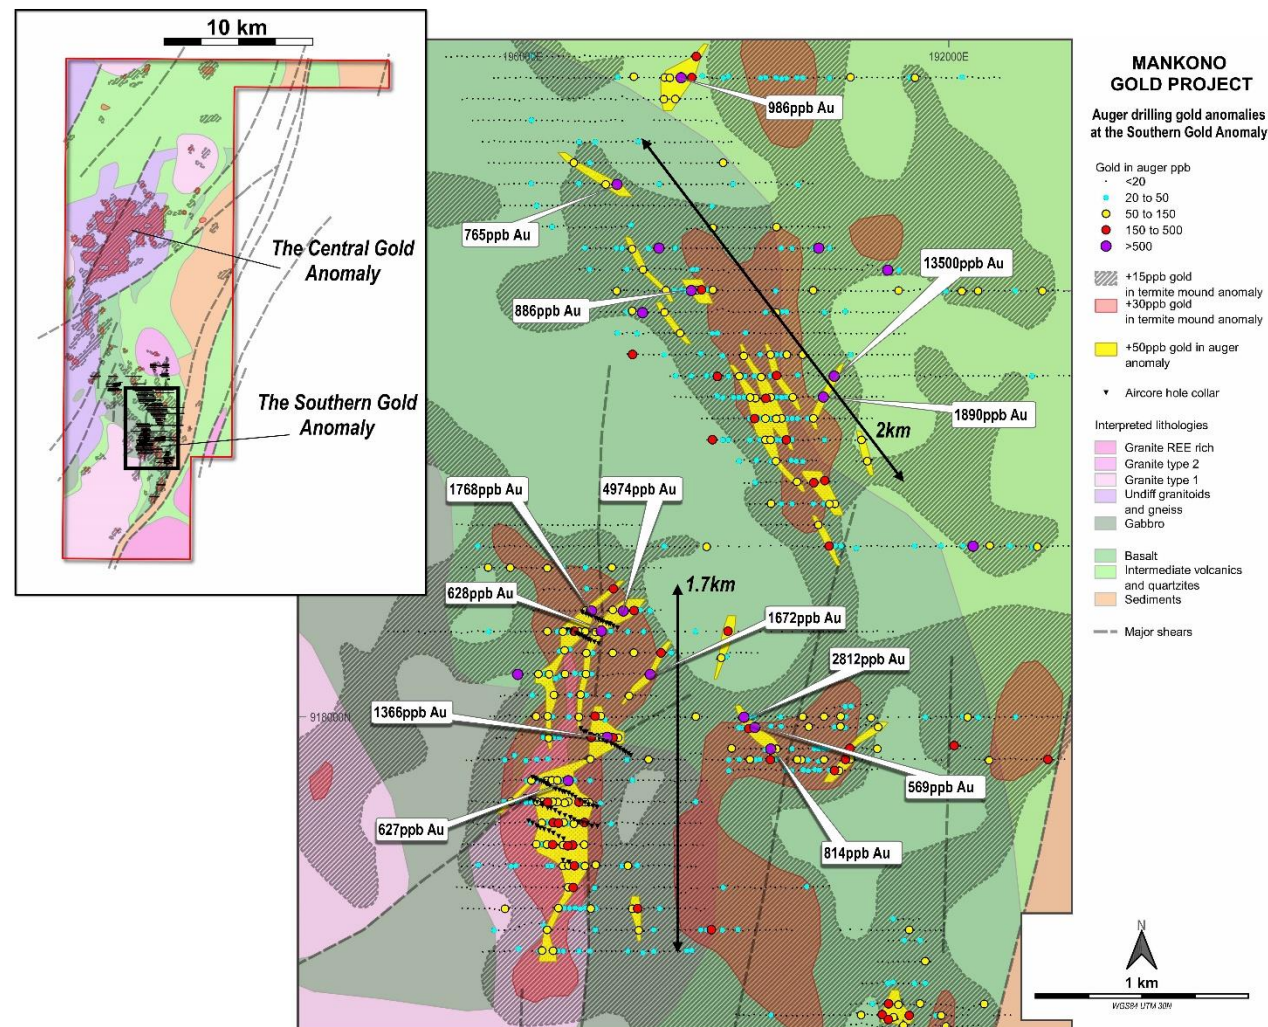 10 km
The Central Gold
Anomaly
The Southern Gold
Anomaly
192000E
986ppb Au
765ppb Au
13500ppb Au
886ppb Au
1890ppb Au
2km
1768ppb Au
4974ppb Au
628ppb Au
1.7km
1672ppb Au
2812ppb Au
1366ppb Au
918000N
569ppb Au
627ppb Au
814ppb Au
MANKONO
GOLD PROJECT
Auger drilling gold anomalies
at the Southern Gold Anomaly
Gold in auger ppb
<20
20 to 50
50 to 150
150 to 500
>500
+15ppb gold
in termite mound anomaly
+30ppb gold
in termite mound anomaly
+50ppb gold in auger
anomaly
Aircore hole collar
Interpreted lithologies
Granite REE rich
Granite type 2
Granite type 1
Undiff granitoids
and gneiss
Gabbro
Basalt
Intermediate volcanics
and quartzites
Sediments
Major shears
N
1 km
WGS84 UTM 30N